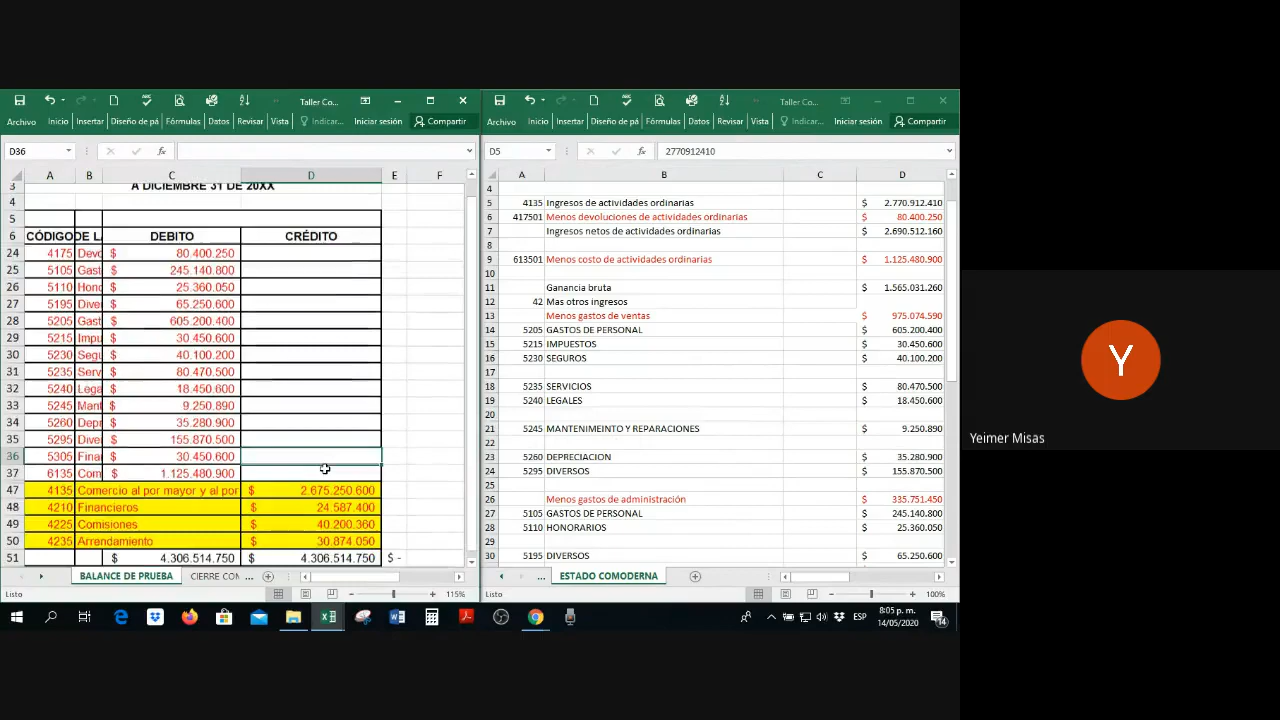 Taller Co...
Archivo Inicio Insertar Diseño de pá Fórmulas Datos Revisar Vista Indicar... Iniciar sesión Compartir
D36 fx
A B C D E F
3 A DICIEMBRE 31 DE 20XX
4
5
6 CÓDIGO DE L DEBITO CRÉDITO
24 4175 Devo $ 80.400.250
25 5105 Gast $ 245.140.800
26 5110 Hono $ 25.360.050
27 5195 Dive $ 65.250.600
28 5205 Gast $ 605.200.400
29 5215 Impu $ 30.450.600
30 5230 Segu $ 40.100.200
31 5235 Serv $ 80.470.500
32 5240 Lega $ 18.450.600
33 5245 Mant $ 9.250.890
34 5260 Depr $ 35.280.900
35 5295 Dive $ 155.870.500
36 5305 Fina $ 30.450.600
37 6135 Com $ 1.125.480.900
47 4135 Comercio al por mayor y al por $ 2.675.250.600
48 4210 Financieros $ 24.587.400
49 4225 Comisiones $ 40.200.360
50 4235 Arrendamiento $ 30.874.050
51 $ 4.306.514.750 $ 4.306.514.750 $ -
BALANCE DE PRUEBA CIERRE COM ...
Listo 115%
Taller Co...
Archivo Inicio Insertar Diseño de pá Fórmulas Datos Revisar Vista Indicar... Iniciar sesión Compartir
D5 fx 2770912410
A B C D
4
5 4135 Ingresos de actividades ordinarias $ 2.770.912.410
6 417501 Menos devoluciones de actividades ordinarias $ 80.400.250
7 Ingresos netos de actividades ordinarias $ 2.690.512.160
8
9 613501 Menos costo de actividades ordinarias $ 1.125.480.900
10
11 Ganancia bruta $ 1.565.031.260
12 42 Mas otros ingresos
13 Menos gastos de ventas $ 975.074.590
14 5205 GASTOS DE PERSONAL $ 605.200.400
15 5215 IMPUESTOS $ 30.450.600
16 5230 SEGUROS $ 40.100.200
18 5235 SERVICIOS $ 80.470.500
19 5240 LEGALES $ 18.450.600
20
21 5245 MANTENIMEINTO Y REPARACIONES $ 9.250.890
22
23 5260 DEPRECIACION $ 35.280.900
24 5295 DIVERSOS $ 155.870.500
25
26 Menos gastos de administración $ 335.751.450
27 5105 GASTOS DE PERSONAL $ 245.140.800
28 5110 HONORARIOS $ 25.360.050
30 5195 DIVERSOS $ 65.250.600
... ESTADO COMODERNA
Listo 100%
ESP 8:05 p. m.
14/05/2020
14
Y
Yeimer Misas